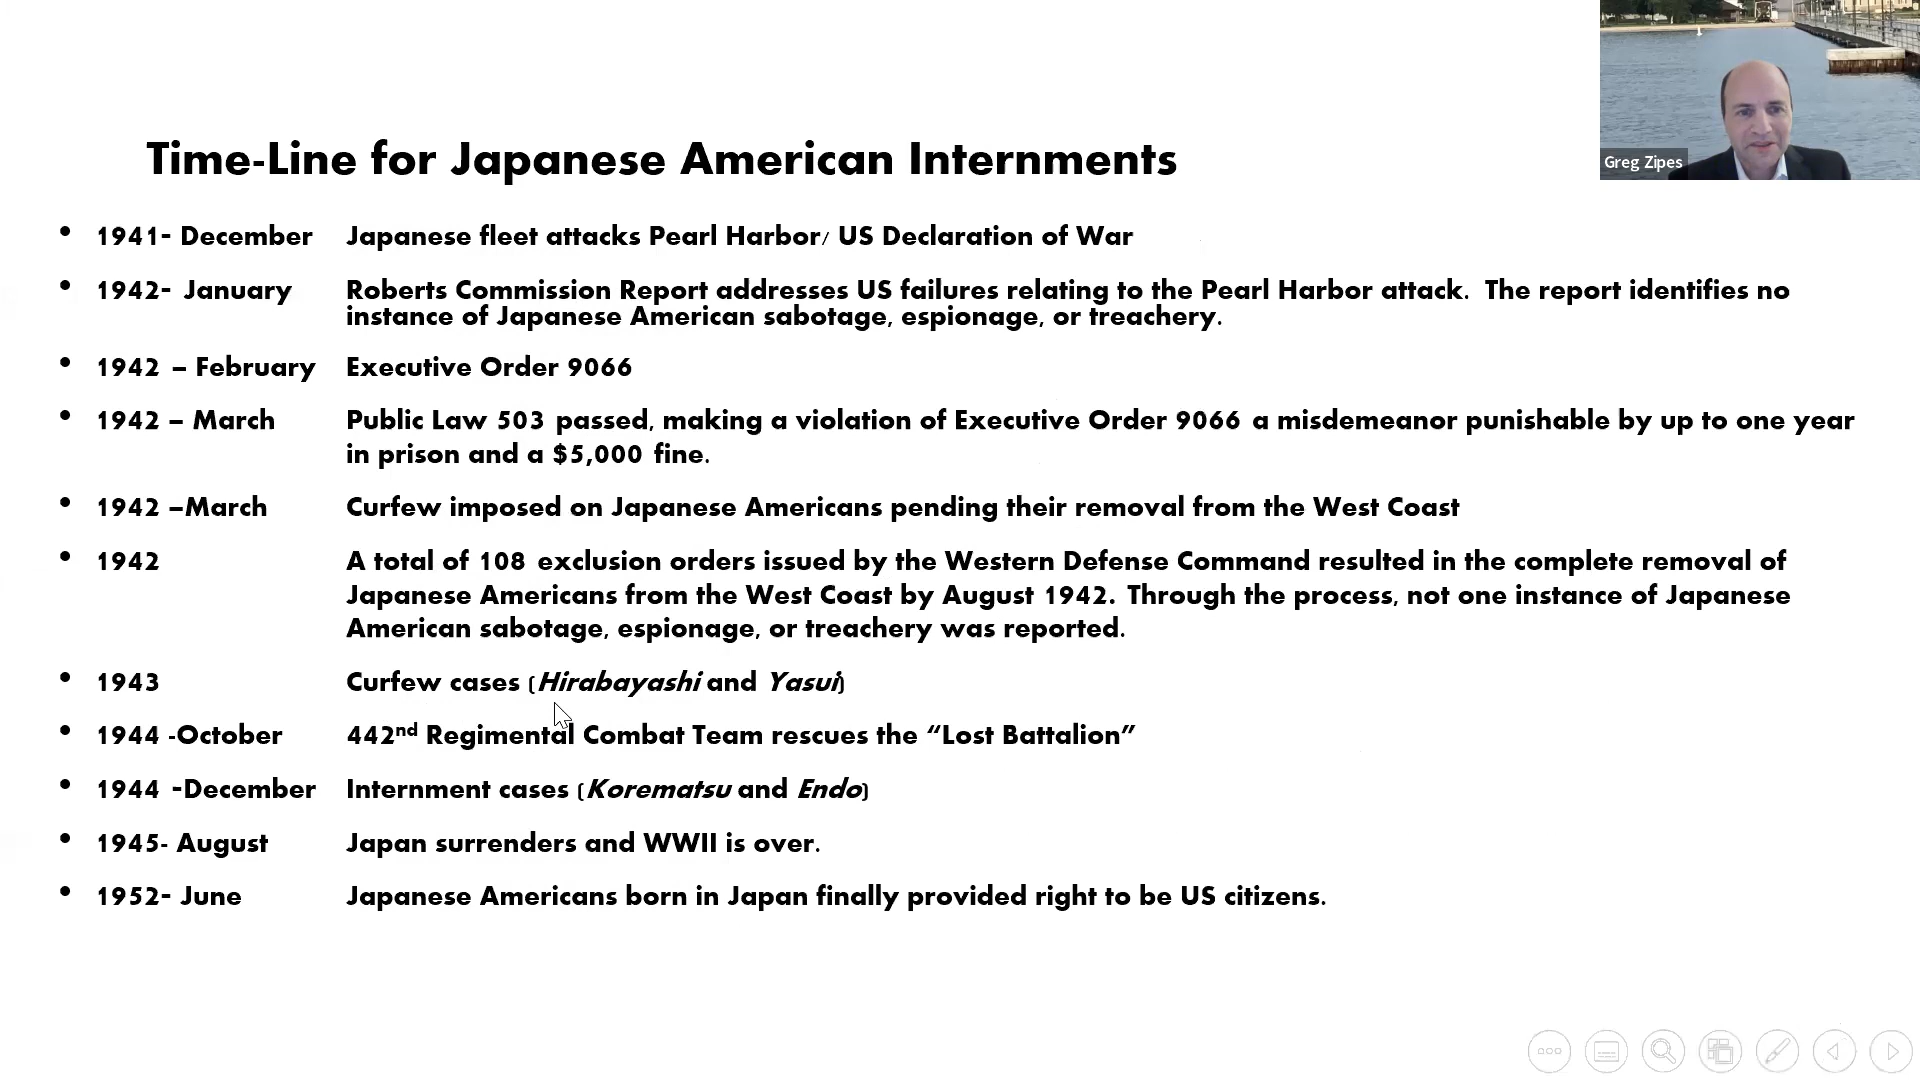 Greg Zipes
Time-Line for Japanese American Internments
• 1941- December Japanese fleet attacks Pearl Harbor/ US Declaration of War
• 1942- January Roberts Commission Report addresses US failures relating to the Pearl Harbor attack. The report identifies no
instance of Japanese American sabotage, espionage, or treachery.
• 1942 – February Executive Order 9066
• 1942 – March Public Law 503 passed, making a violation of Executive Order 9066 a misdemeanor punishable by up to one year
in prison and a $5,000 fine.
• 1942 –March Curfew imposed on Japanese Americans pending their removal from the West Coast
• 1942 A total of 108 exclusion orders issued by the Western Defense Command resulted in the complete removal of
Japanese Americans from the West Coast by August 1942. Through the process, not one instance of Japanese
American sabotage, espionage, or treachery was reported.
• 1943 Curfew cases (Hirabayashi and Yasui)
• 1944 -October 442nd Regimental Combat Team rescues the “Lost Battalion”
• 1944 -December Internment cases (Korematsu and Endo)
• 1945- August Japan surrenders and WWII is over.
• 1952- June Japanese Americans born in Japan finally provided right to be US citizens.